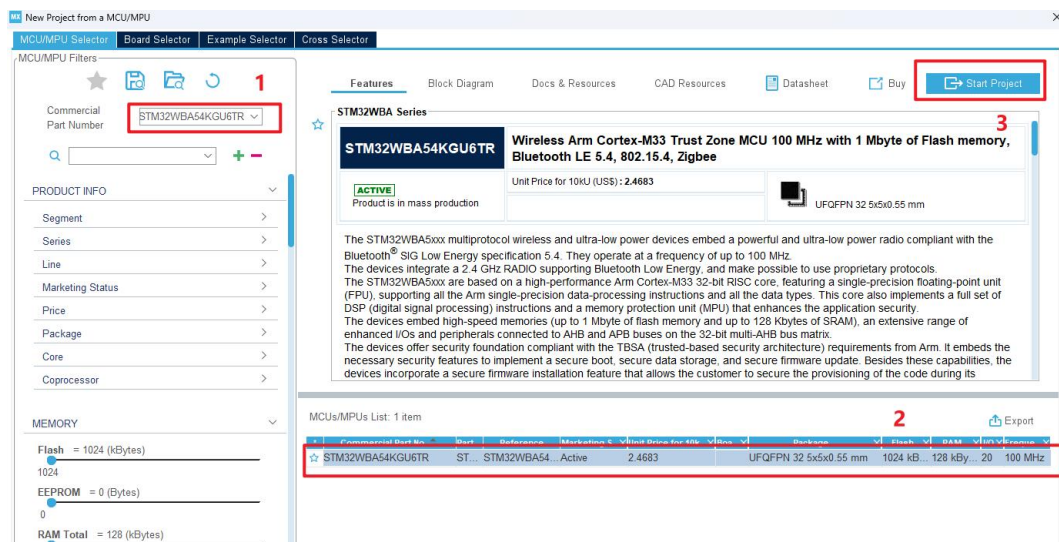 MX New Project from a MCU/MPU
MCU/MPU Selector Board Selector Example Selector Cross Selector
MCU/MPU Filters
1
Commercial Part Number
STM32WBA54KGU6TR
PRODUCT INFO
Segment
Series
Line
Marketing Status
Price
Package
Core
Coprocessor
MEMORY
Flash = 1024 (kBytes)
1024
EEPROM = 0 (Bytes)
0
RAM Total = 128 (kBytes)
Features Block Diagram Docs & Resources CAD Resources Datasheet Buy Start Project
3
STM32WBA Series
STM32WBA54KGU6TR
Wireless Arm Cortex-M33 Trust Zone MCU 100 MHz with 1 Mbyte of Flash memory,
Bluetooth LE 5.4, 802.15.4, Zigbee
ACTIVE
Product is in mass production
Unit Price for 10kU (US$) : 2.4683
UFQFPN 32 5x5x0.55 mm
The STM32WBA5xxx multiprotocol wireless and ultra-low power devices embed a powerful and ultra-low power radio compliant with the
Bluetooth® SIG Low Energy specification 5.4. They operate at a frequency of up to 100 MHz.
The devices integrate a 2.4 GHz RADIO supporting Bluetooth Low Energy, and make possible to use proprietary protocols.
The STM32WBA5xxx are based on a high-performance Arm Cortex-M33 32-bit RISC core, featuring a single-precision floating-point unit
(FPU), supporting all the Arm single-precision data-processing instructions and all the data types. This core also implements a full set of
DSP (digital signal processing) instructions and a memory protection unit (MPU) that enhances the application security.
The devices embed high-speed memories (up to 1 Mbyte of flash memory and up to 128 Kbytes of SRAM), an extensive range of
enhanced I/Os and peripherals connected to AHB and APB buses on the 32-bit multi-AHB bus matrix.
The devices offer security foundation compliant with the TBSA (trusted-based security architecture) requirements from Arm. It embeds the
necessary security features to implement a secure boot, secure data storage, and secure firmware update. Besides these capabilities, the
devices incorporate a secure firmware installation feature that allows the customer to secure the provisioning of the code during its
MCUs/MPUs List: 1 item
2
Export
* Commercial Part No Part Reference Marketing S. Unit Price for 10k Boa Package Flash RAM I/O Freque
STM32WBA54KGU6TR ST... STM32WBA54... Active 2.4683 UFQFPN 32 5x5x0.55 mm 1024 kB... 128 kBy... 20 100 MHz